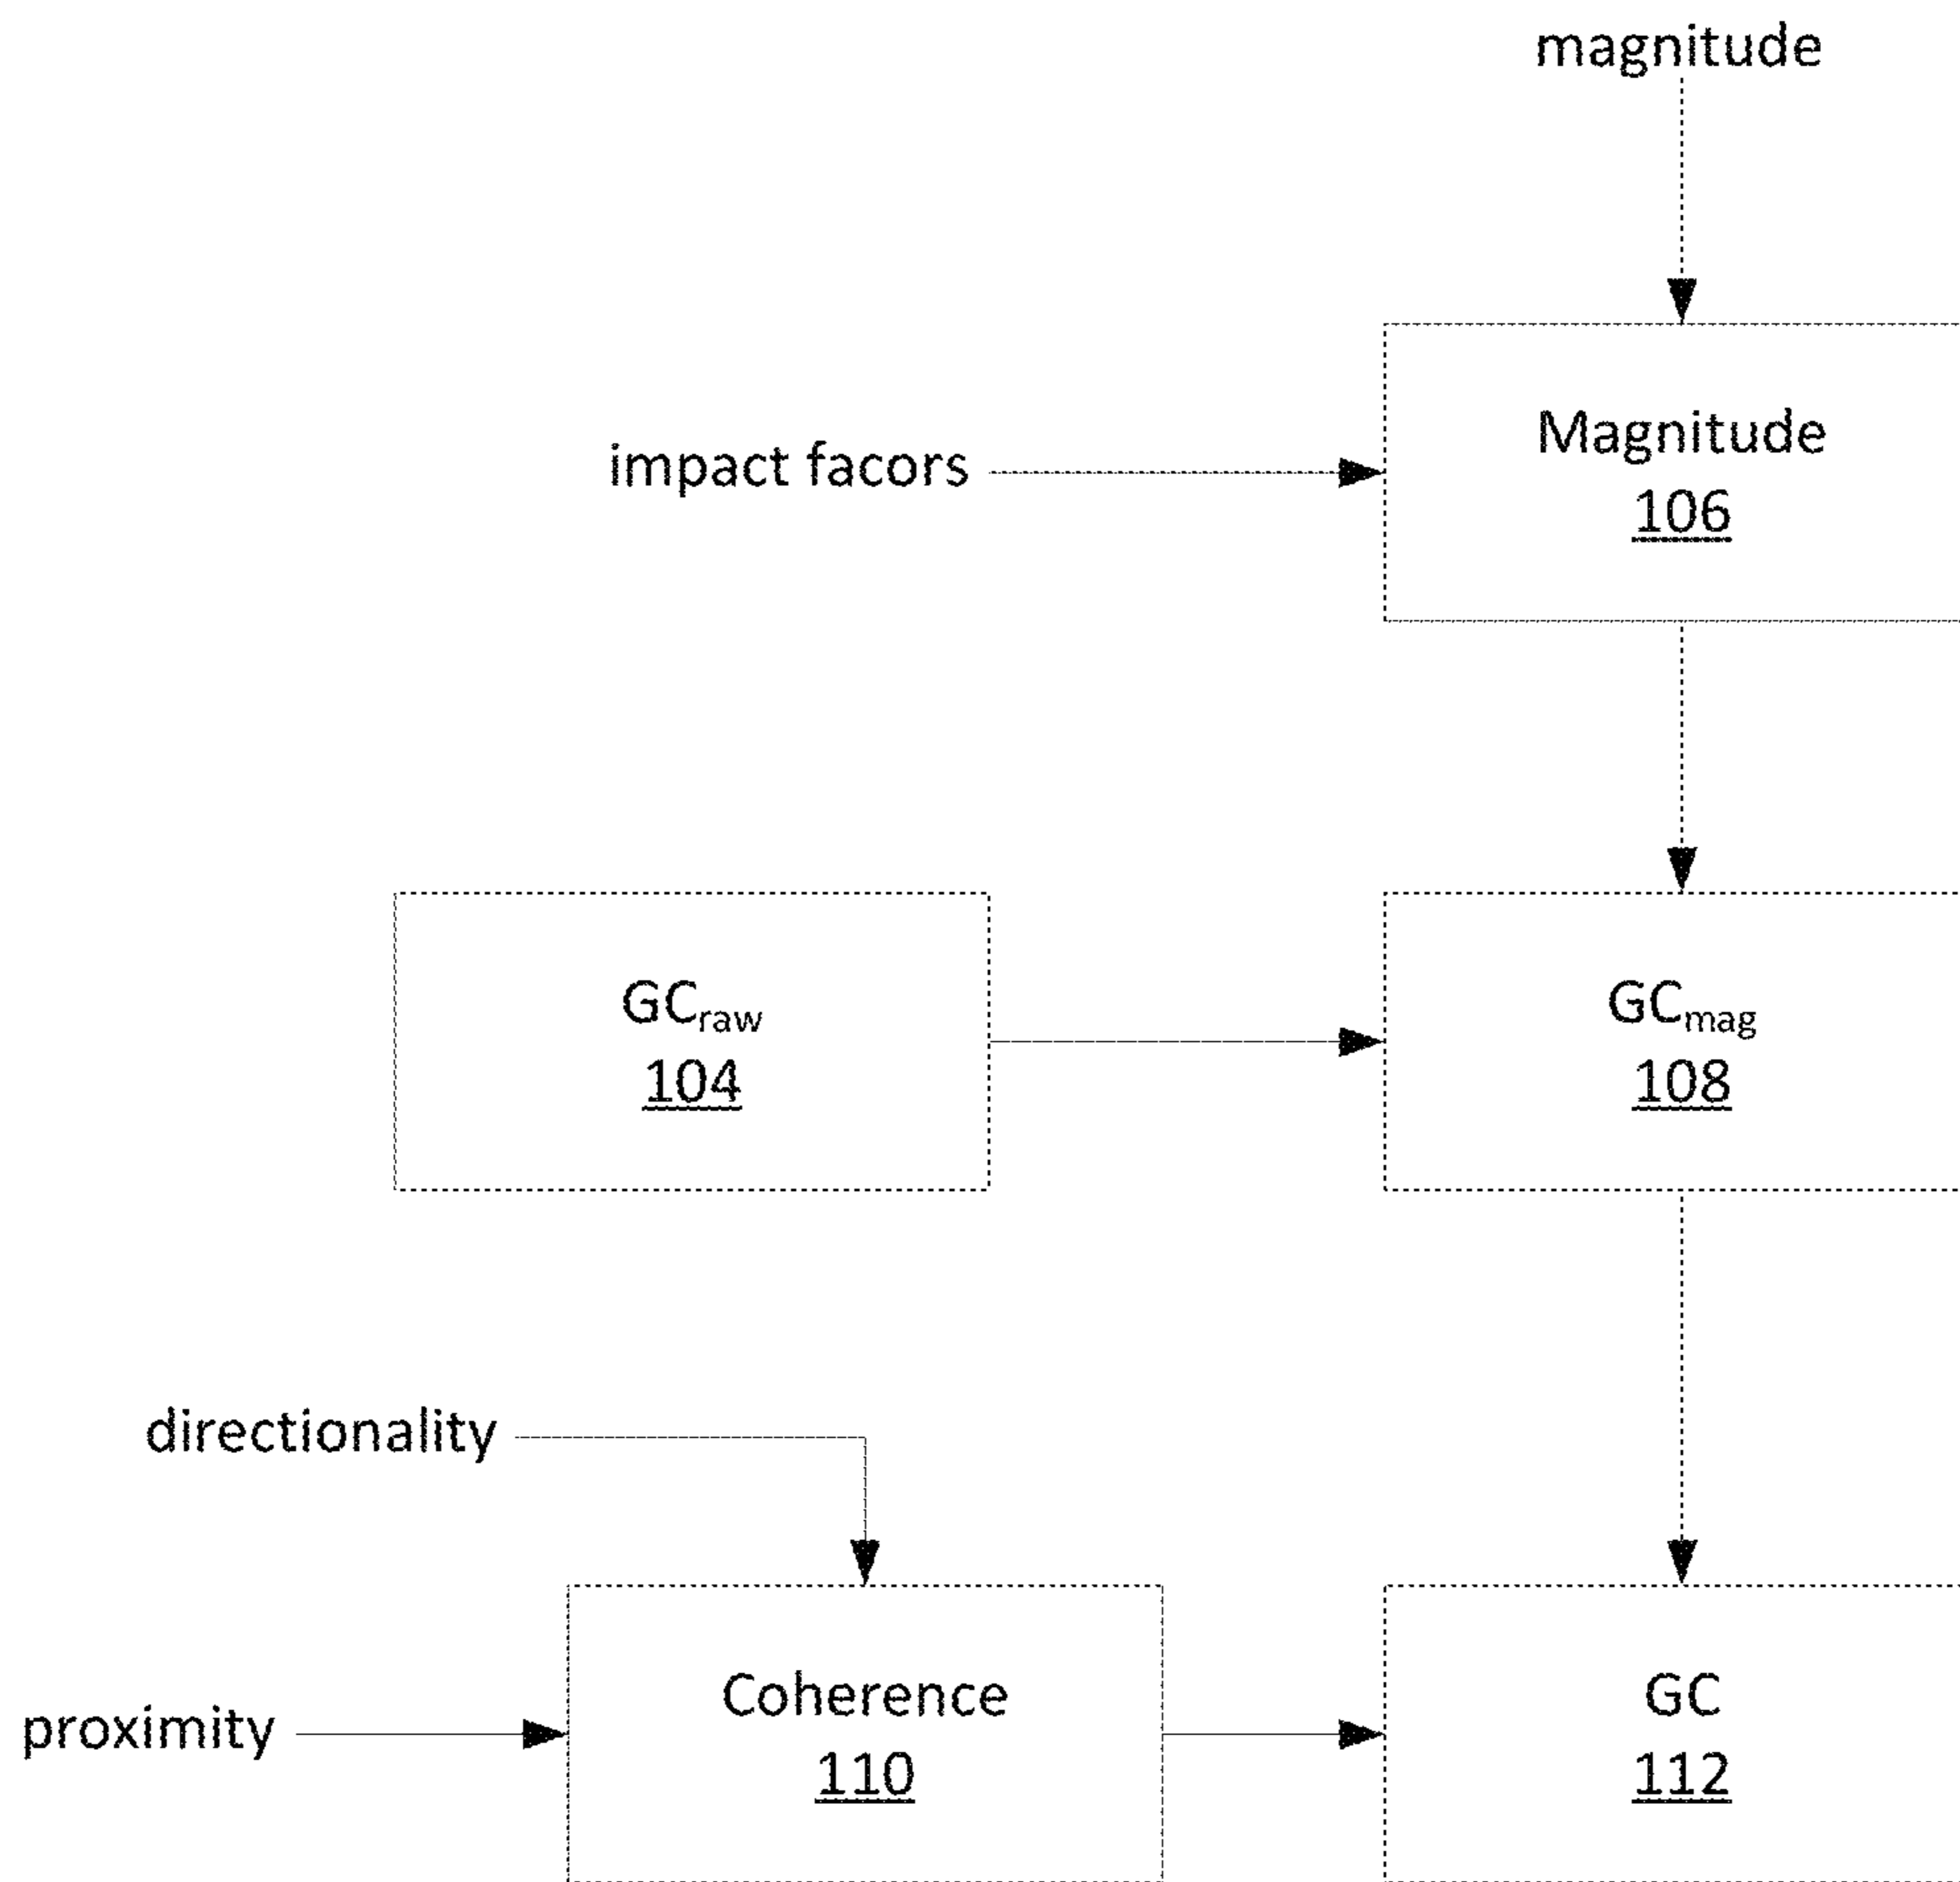 magnitude
impact facors
Magnitude
106
GCraw
104
GCmag
108
directionality
proximity
Coherence
110
GC
112